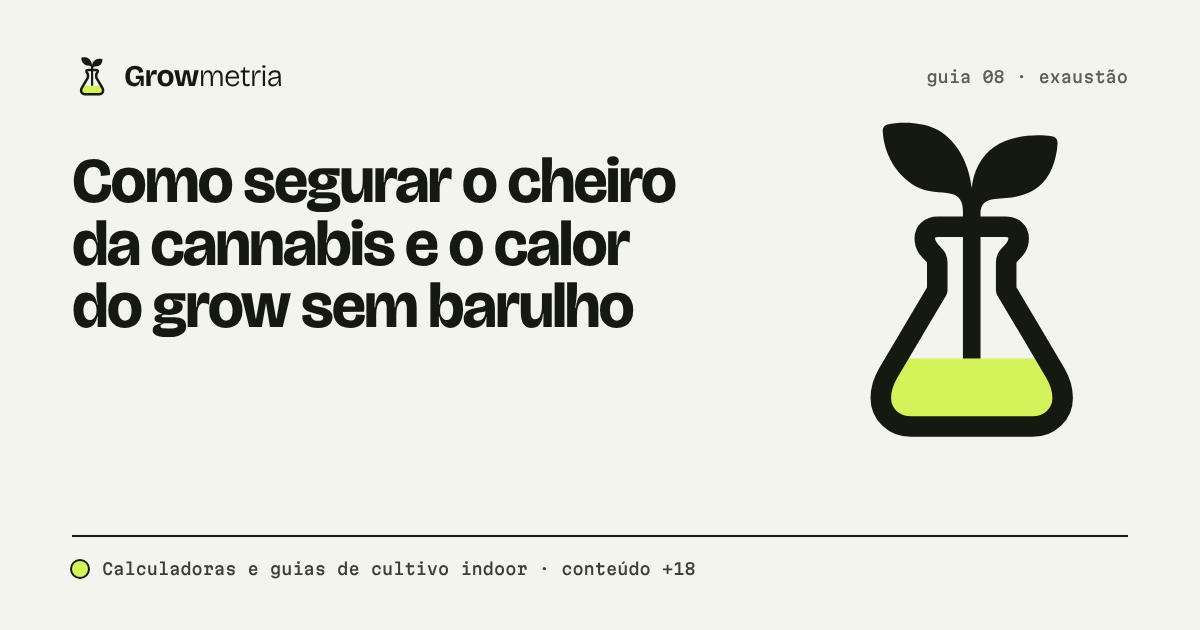 Growmetria
guia 08 · exaustão
Como segurar o cheiro
da cannabis e o calor
do grow sem barulho
Calculadoras e guias de cultivo indoor · conteúdo +18